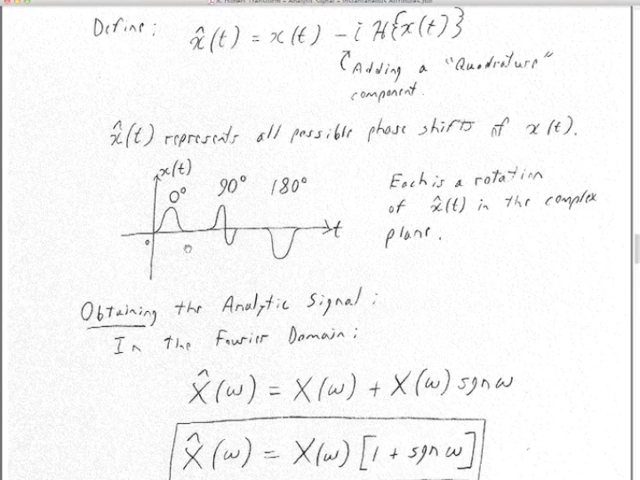 Define: x̂(t) = x(t) − i H{x(t)}
Adding a "Quadrature"
component.
x̂(t) represents all possible phase shifts of x(t).
x(t)
0° 90° 180°
t
Each is a rotation
of x̂(t) in the complex
plane.
Obtaining the Analytic Signal:
In the Fourier Domain:
X̂(ω) = X(ω) + X(ω) sgn ω
X̂(ω) = X(ω) [1 + sgn ω]